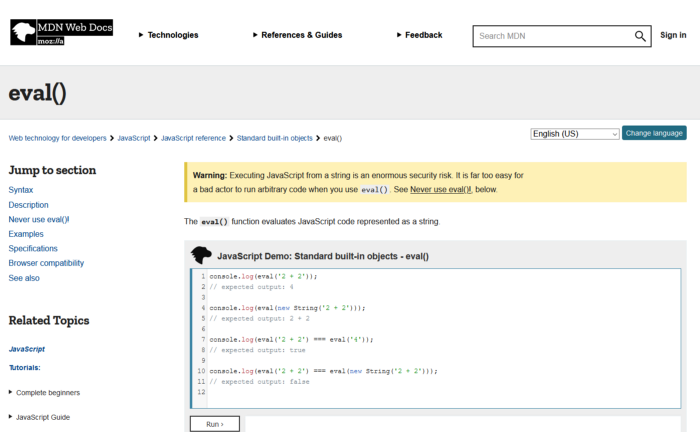 MDN Web Docs
moz://a
Technologies
References & Guides
Feedback
Search MDN
Sign in
eval()
Web technology for developers
JavaScript
JavaScript reference
Standard built-in objects
eval()
English (US)
Change language
Jump to section
Syntax
Description
Never use eval()!
Examples
Specifications
Browser compatibility
See also
Related Topics
JavaScript
Tutorials:
Complete beginners
JavaScript Guide
Warning: Executing JavaScript from a string is an enormous security risk. It is far too easy for
a bad actor to run arbitrary code when you use eval(). See Never use eval()!, below.
The eval() function evaluates JavaScript code represented as a string.
JavaScript Demo: Standard built-in objects - eval()
1 console.log(eval('2 + 2'));
2 // expected output: 4
3
4 console.log(eval(new String('2 + 2')));
5 // expected output: 2 + 2
6
7 console.log(eval('2 + 2') === eval('4'));
8 // expected output: true
9
10 console.log(eval('2 + 2') === eval(new String('2 + 2')));
11 // expected output: false
12
Run ›